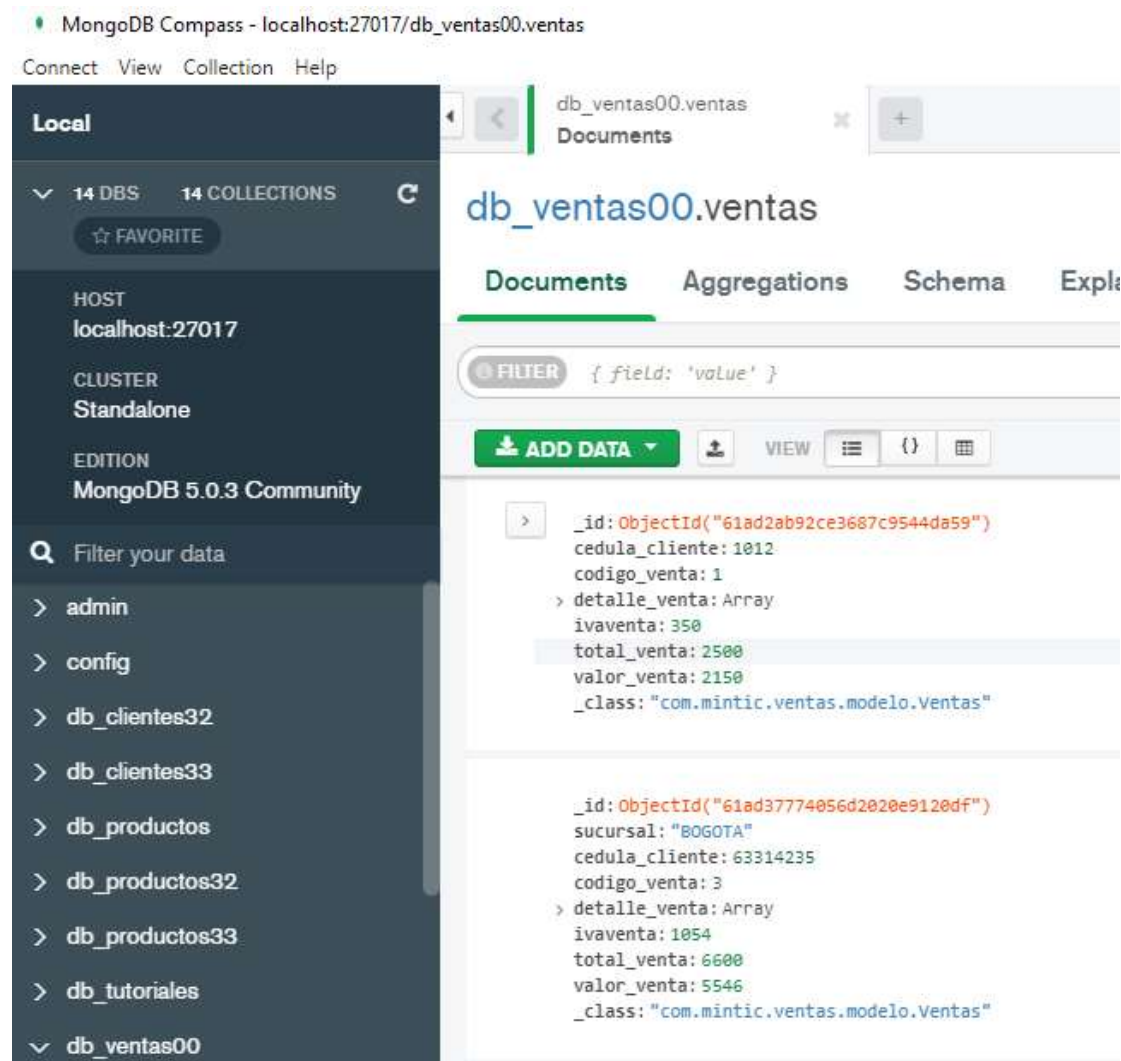 MongoDB Compass - localhost:27017/db_ventas00.ventas
Connect View Collection Help
Local
14 DBS 14 COLLECTIONS
FAVORITE
HOST
localhost:27017
CLUSTER
Standalone
EDITION
MongoDB 5.0.3 Community
Filter your data
admin
config
db_clientes32
db_clientes33
db_productos
db_productos32
db_productos33
db_tutoriales
db_ventas00
db_ventas00.ventas
Documents
db_ventas00.ventas
Documents Aggregations Schema Expla
FILTER { field: 'value' }
ADD DATA VIEW {}
_id: ObjectId("61ad2ab92ce3687c9544da59")
cedula_cliente: 1012
codigo_venta: 1
> detalle_venta: Array
ivaventa: 350
total_venta: 2500
valor_venta: 2150
_class: "com.mintic.ventas.modelo.Ventas"
_id: ObjectId("61ad37774056d2020e9120df")
sucursal: "BOGOTA"
cedula_cliente: 63314235
codigo_venta: 3
> detalle_venta: Array
ivaventa: 1054
total_venta: 6600
valor_venta: 5546
_class: "com.mintic.ventas.modelo.Ventas"